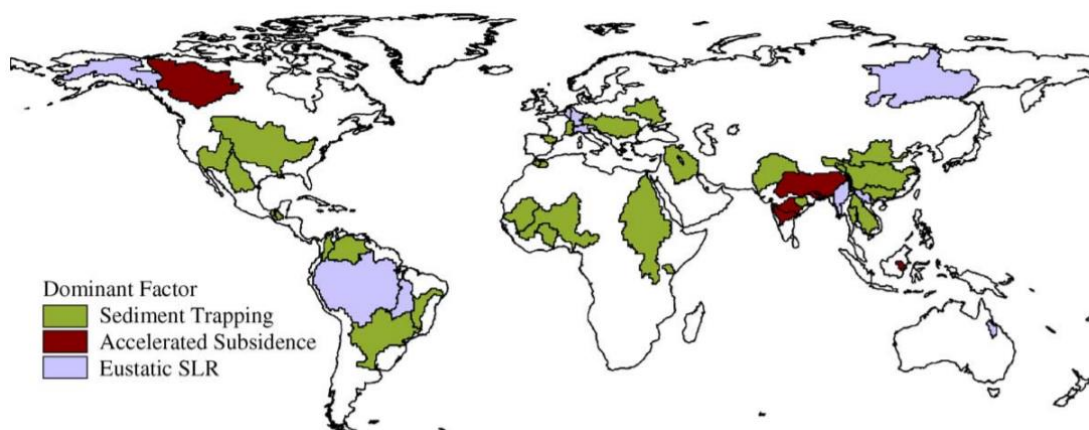 Dominant Factor
Sediment Trapping
Accelerated Subsidence
Eustatic SLR